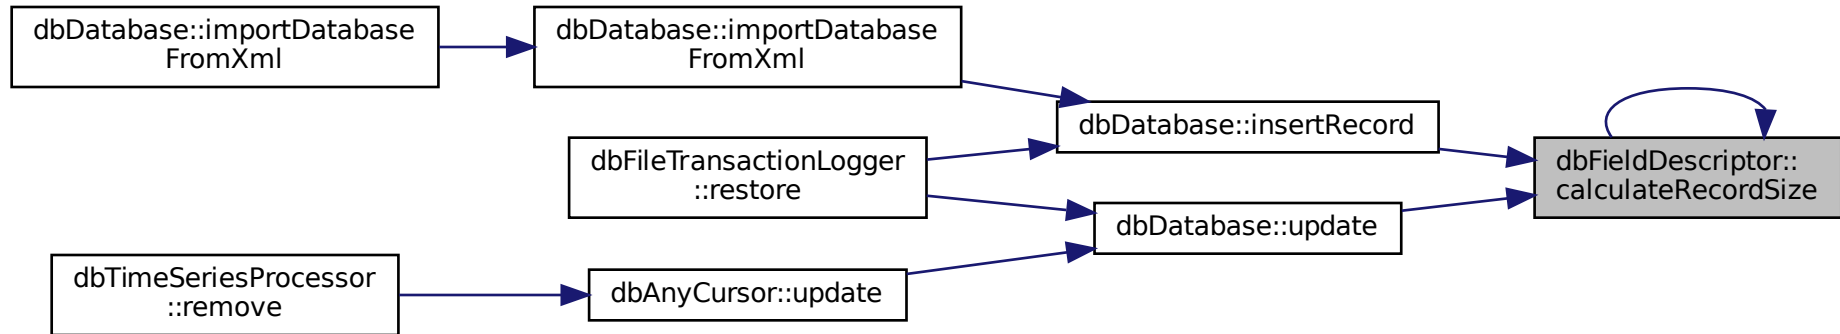 dbDatabase::importDatabase
FromXml
dbDatabase::importDatabase
FromXml
dbDatabase::insertRecord
dbFileTransactionLogger
::restore
dbFieldDescriptor::
calculateRecordSize
dbDatabase::update
dbTimeSeriesProcessor
::remove
dbAnyCursor::update